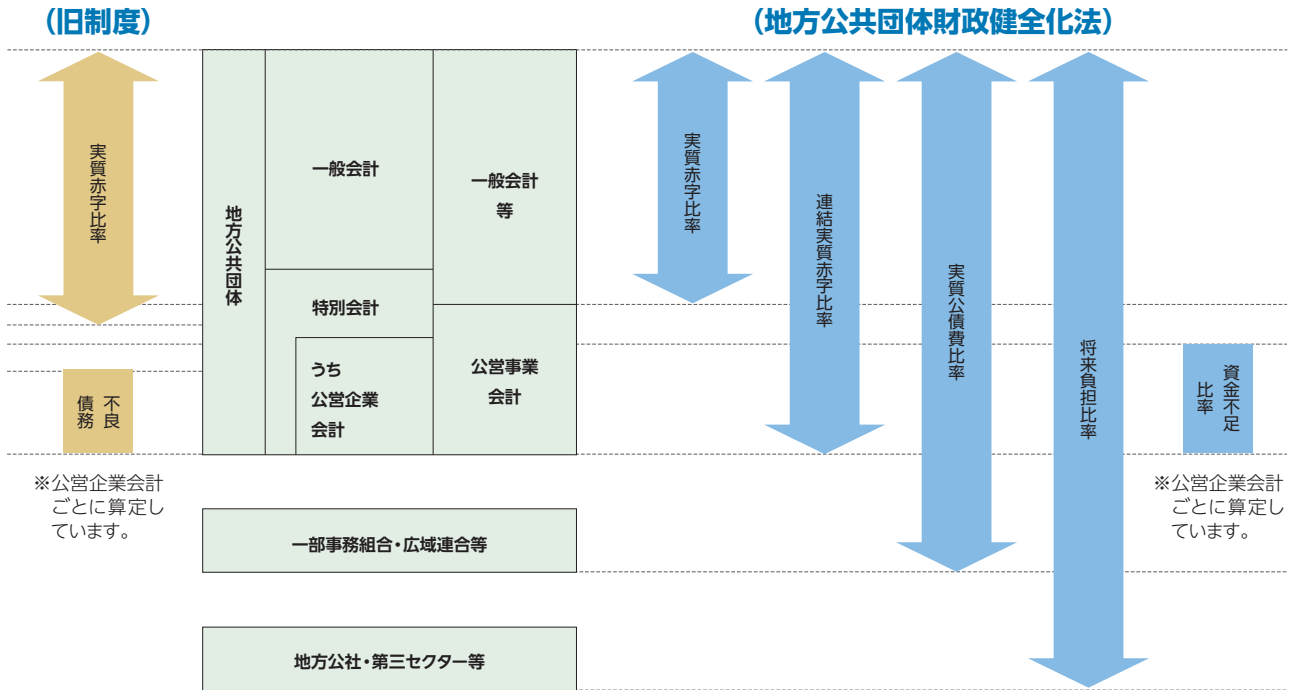 （旧制度）
（地方公共団体財政健全化法）
実質赤字比率
不良
債務
※公営企業会計
ごとに算定し
ています。
地方公共団体
一般会計
特別会計
うち
公営企業
会計
一般会計
等
公営事業
会計
一部事務組合・広域連合等
地方公社・第三セクター等
実質赤字比率
連結実質赤字比率
実質公債費比率
将来負担比率
資金不足
比率
※公営企業会計
ごとに算定し
ています。